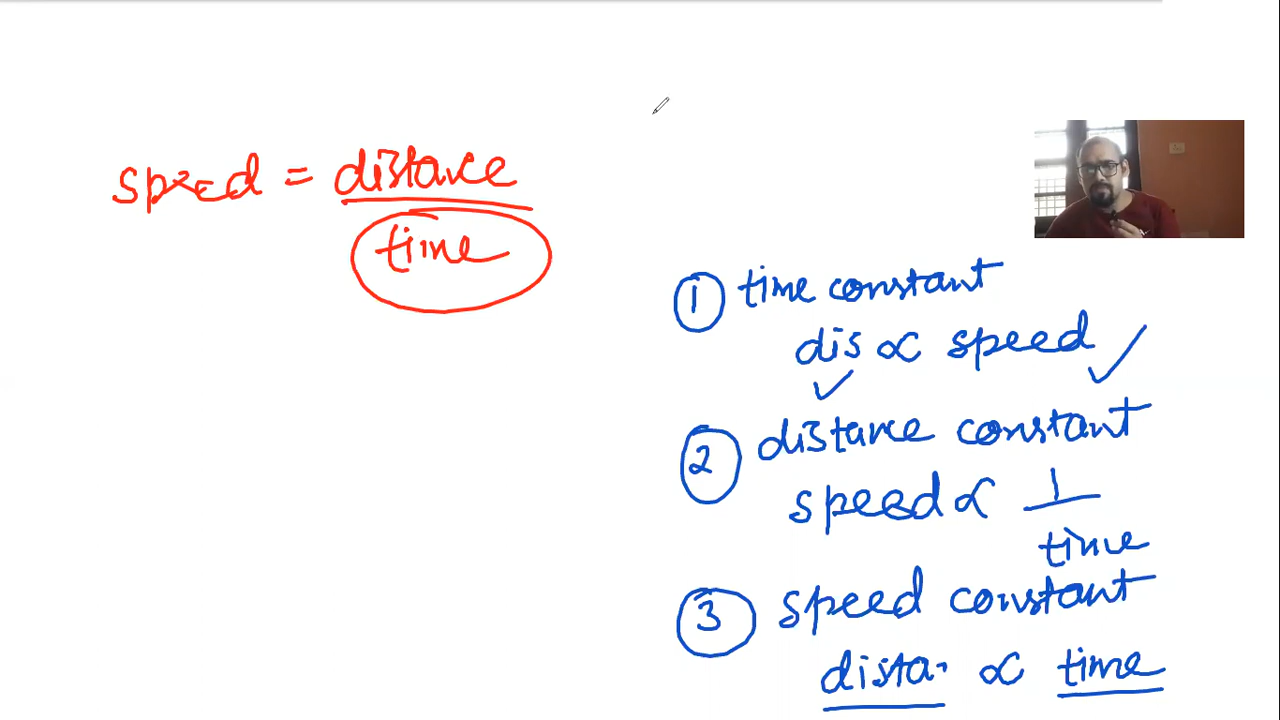 speed = distance
time
1 time constant
dis ∝ speed ✓
✓
2 distance constant
speed ∝ 1
time
3 speed constant
dista ∝ time